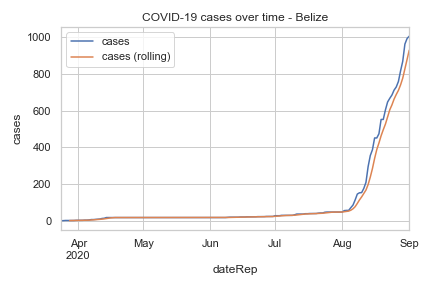 COVID-19 cases over time - Belize
cases
cases (rolling)
1000
800
600
400
200
0
cases
Apr
2020
May
Jun
Jul
Aug
Sep
dateRep